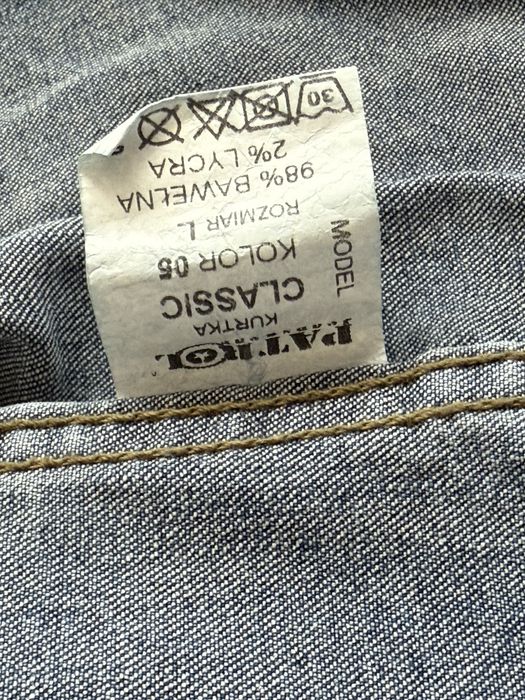 PATROL
KURTKA
MODEL CLASSIC
KOLOR 05
ROZMIAR L
98% BAWEŁNA
2% LYCRA
30